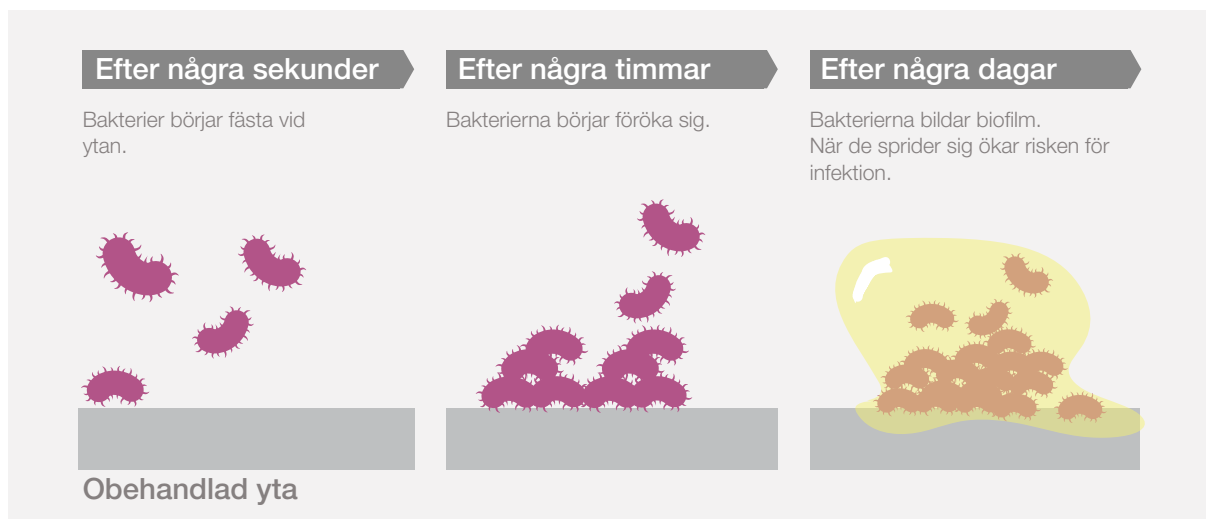 Efter några sekunder
Bakterier börjar fästa vid
ytan.
Efter några timmar
Bakterierna börjar föröka sig.
Efter några dagar
Bakterierna bildar biofilm.
När de sprider sig ökar risken för
infektion.
Obehandlad yta